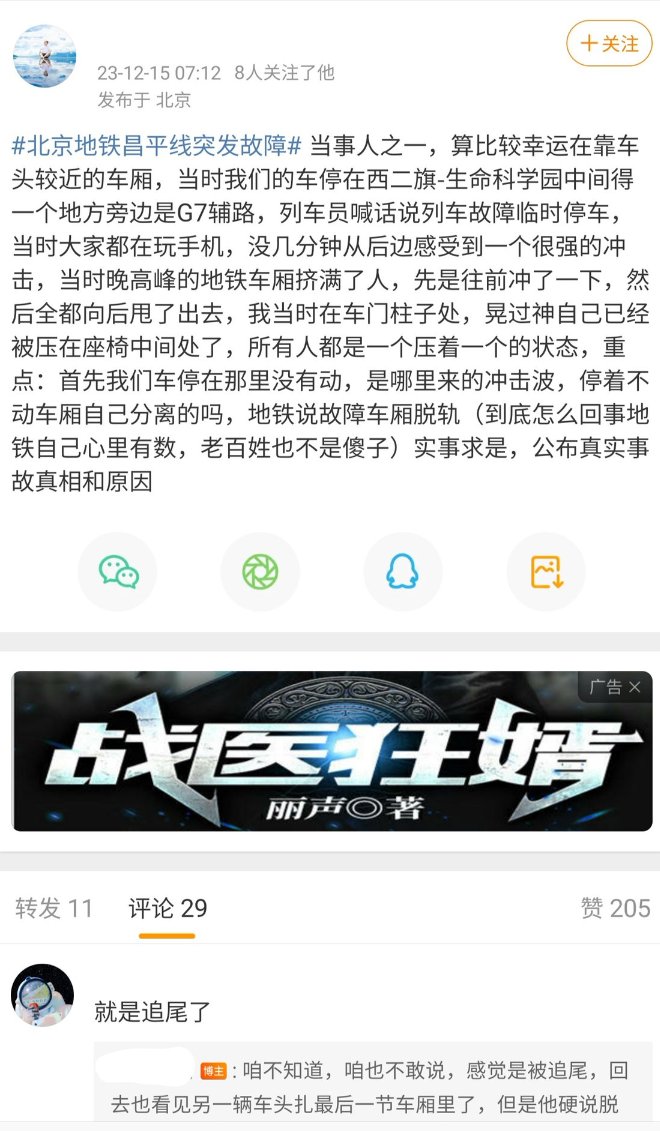 关注
23-12-15 07:12 8人关注了他
发布于 北京
#北京地铁昌平线突发故障# 当事人之一，算比较幸运在靠车
头较近的车厢，当时我们的车停在西二旗-生命科学园中间得
一个地方旁边是G7辅路，列车员喊话说列车故障临时停车，
当时大家都在玩手机，没几分钟从后边感受到一个很强的冲
击，当时晚高峰的地铁车厢挤满了人，先是往前冲了一下，然
后全都向后甩了出去，我当时在车门柱子处，晃过神自己已经
被压在座椅中间处了，所有人都是一个压着一个的状态，重
点：首先我们车停在那里没有动，是哪里来的冲击波，停着不
动车厢自己分离的吗，地铁说故障车厢脱轨（到底怎么回事地
铁自己心里有数，老百姓也不是傻子）实事求是，公布真实事
故真相和原因
广告
战医狂婿
丽声◎著
转发 11 评论 29 赞 205
就是追尾了
博主：咱不知道，咱也不敢说，感觉是被追尾，回
去也看见另一辆车头扎最后一节车厢里了，但是他硬说脱